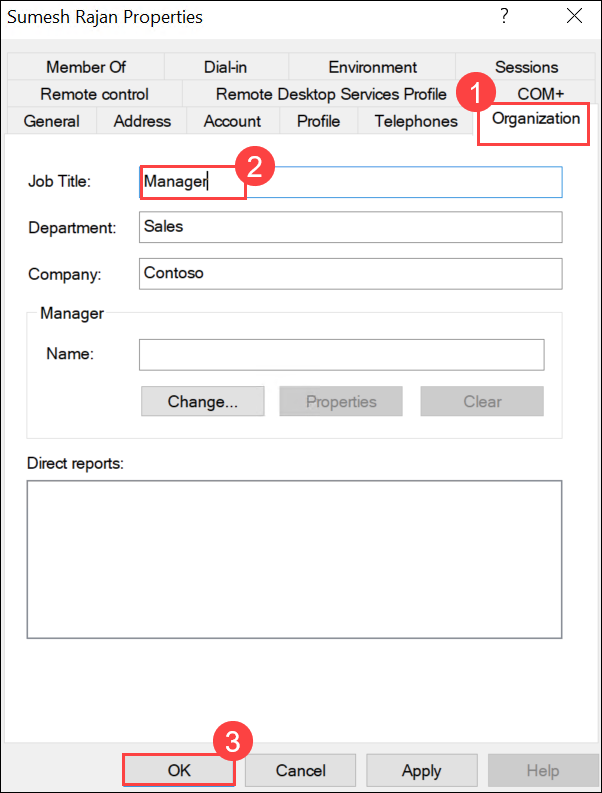 Sumesh Rajan Properties ?
Member Of Dial-in Environment Sessions
Remote control Remote Desktop Services Profile COM+
1
General Address Account Profile Telephones Organization
2
Job Title: Manager
Department: Sales
Company: Contoso
Manager
Name:
Change... Properties Clear
Direct reports:
3
OK Cancel Apply Help